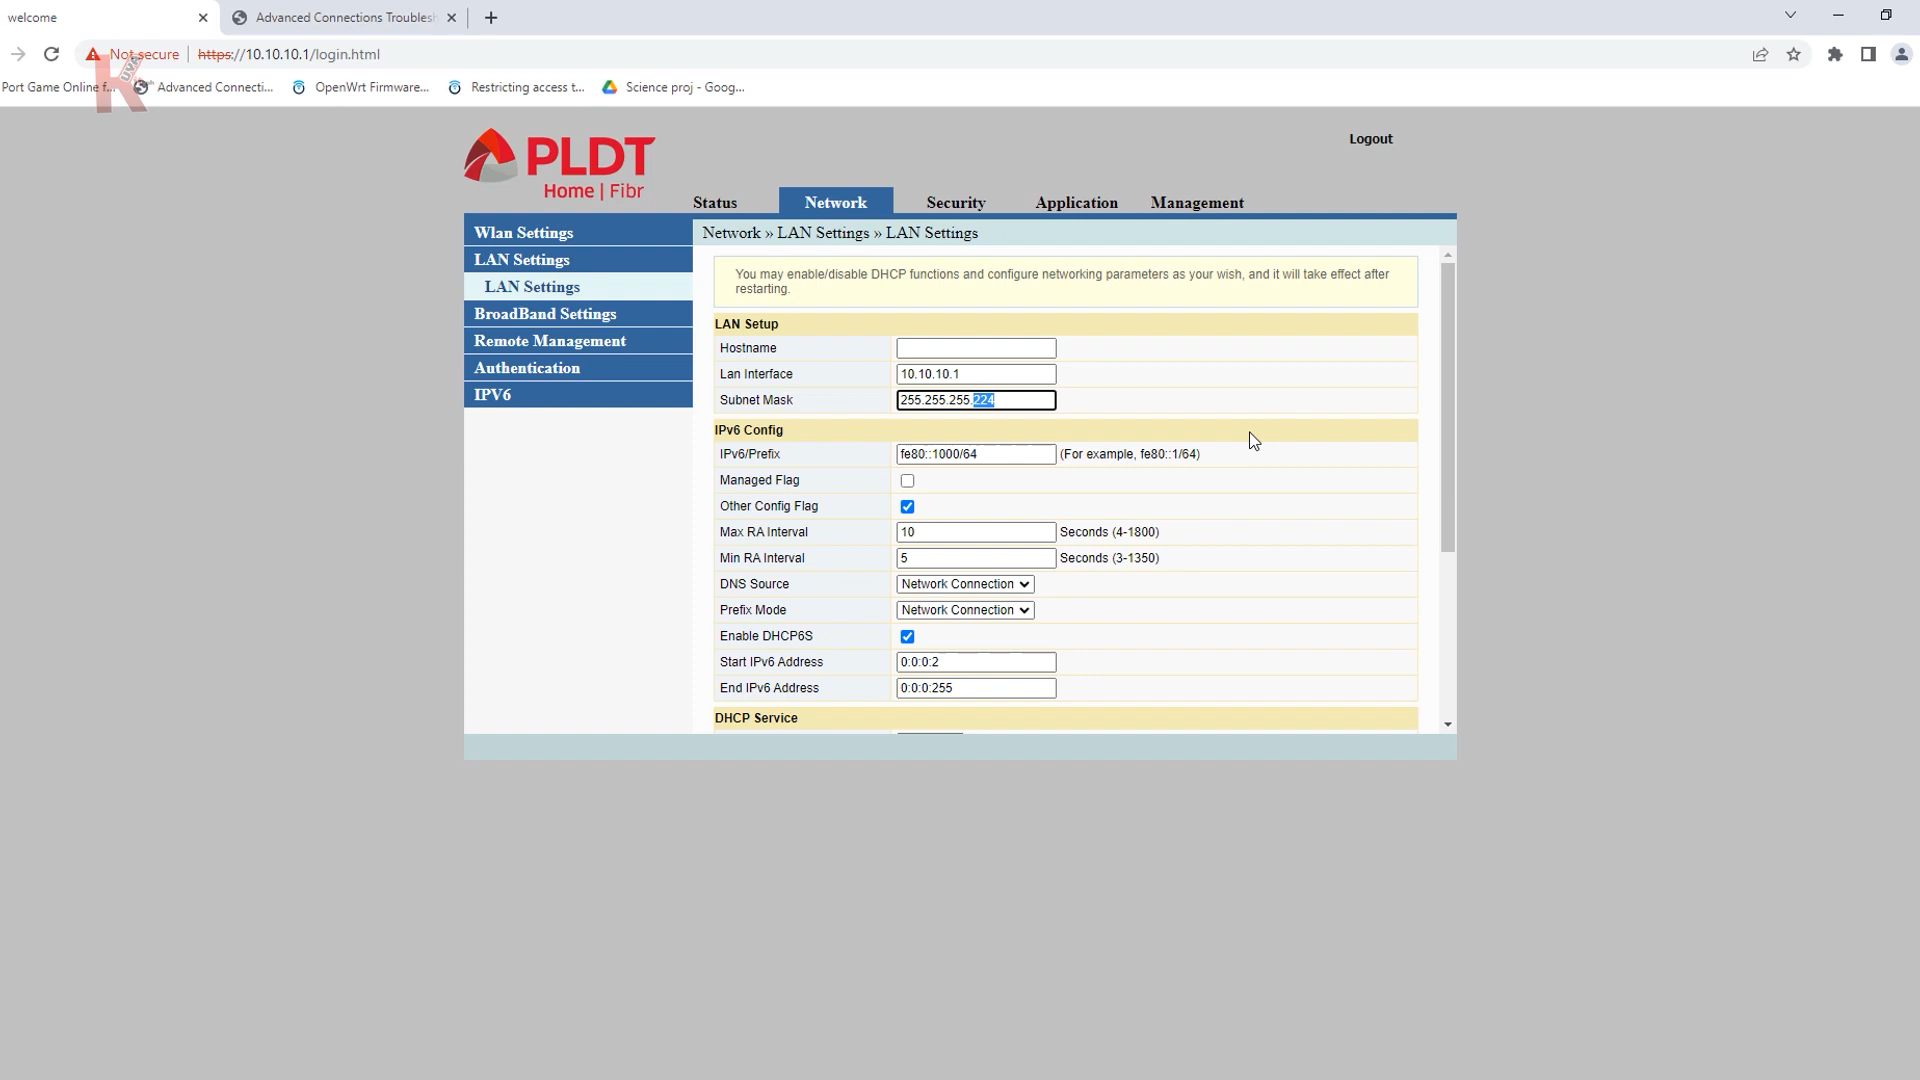 welcome
Advanced Connections Troubles
Not secure
https://10.10.10.1/login.html
Port Game Online f...
Advanced Connecti...
OpenWrt Firmware...
Restricting access t...
Science proj - Goog...
K
UYA
PLDT
Home | Fibr
Logout
Status
Network
Security
Application
Management
Wlan Settings
LAN Settings
LAN Settings
BroadBand Settings
Remote Management
Authentication
IPV6
Network » LAN Settings » LAN Settings
You may enable/disable DHCP functions and configure networking parameters as your wish, and it will take effect after
restarting.
LAN Setup
Hostname
Lan Interface 10.10.10.1
Subnet Mask 255.255.255.224
IPv6 Config
IPv6/Prefix fe80::1000/64 (For example, fe80::1/64)
Managed Flag
Other Config Flag
Max RA Interval 10 Seconds (4-1800)
Min RA Interval 5 Seconds (3-1350)
DNS Source Network Connection
Prefix Mode Network Connection
Enable DHCP6S
Start IPv6 Address 0:0:0:2
End IPv6 Address 0:0:0:255
DHCP Service